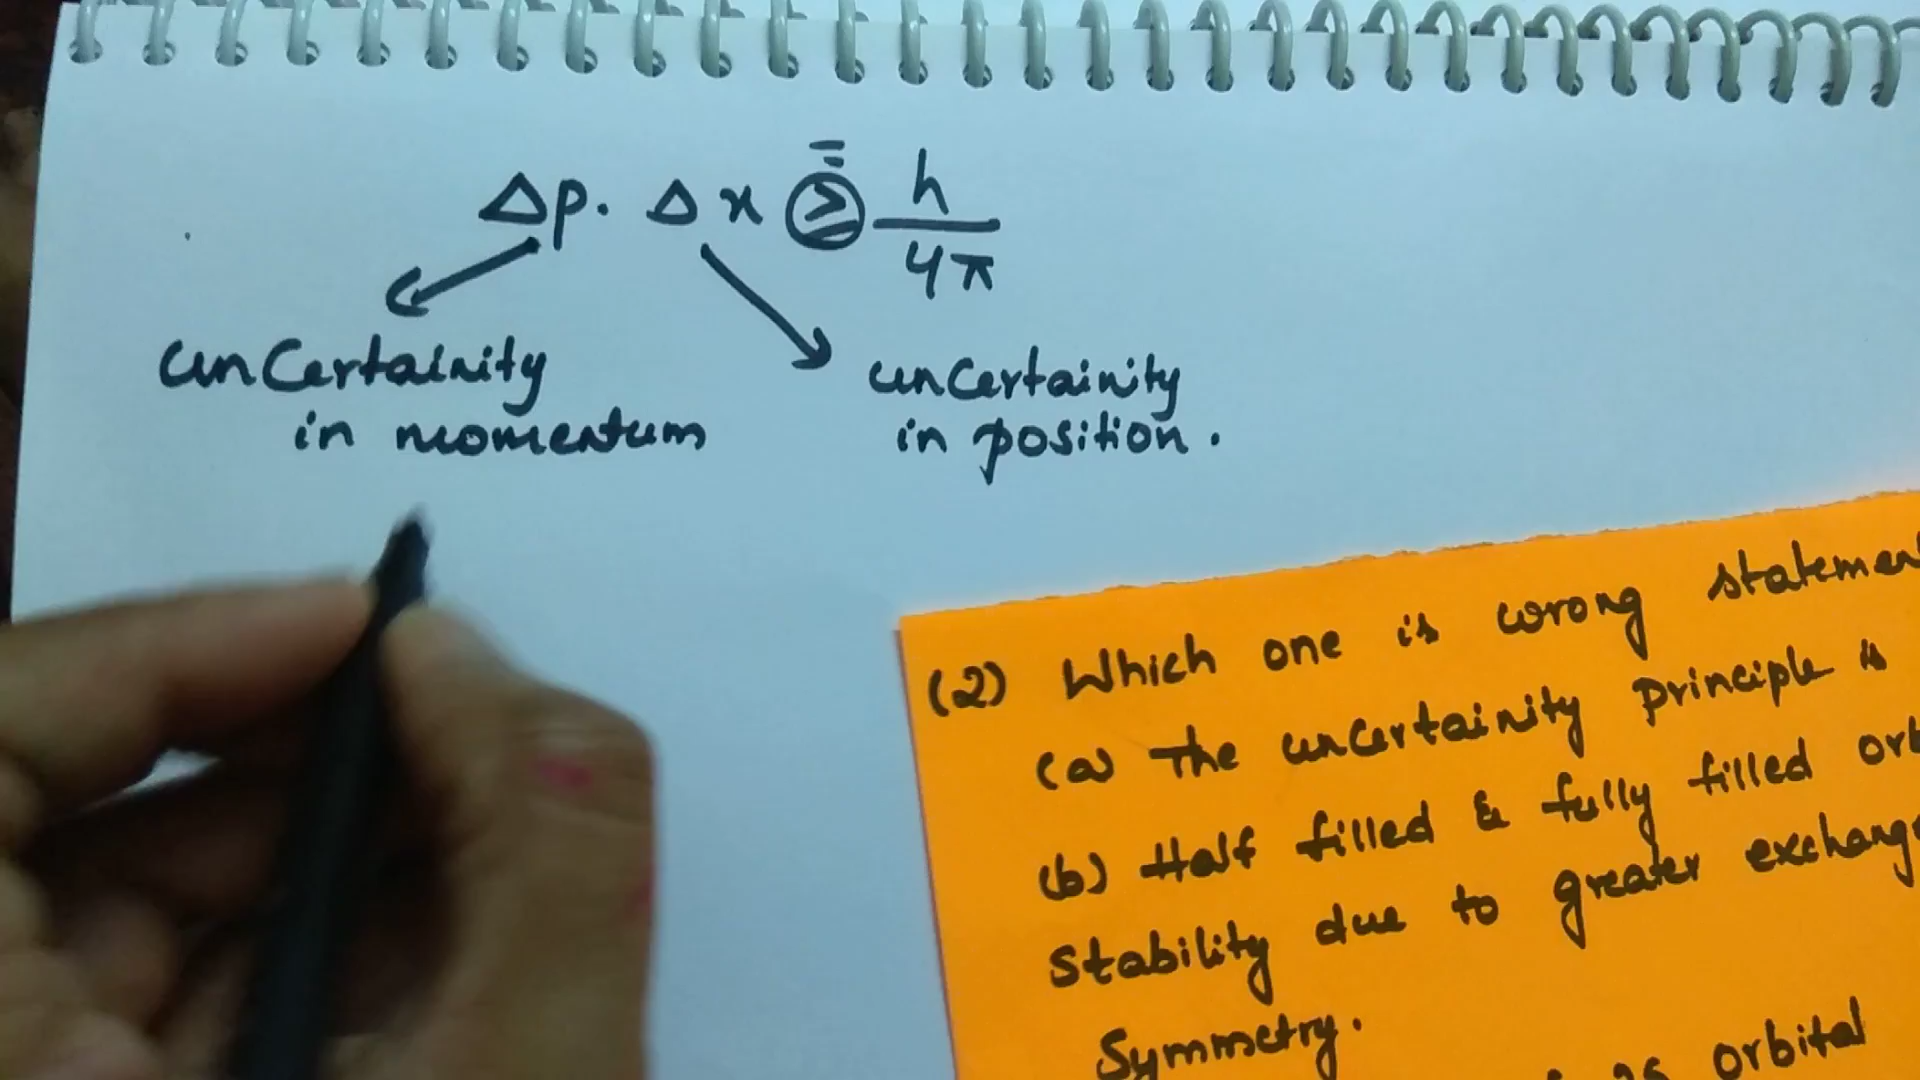 Δp. Δx ≥ h/4π
=
uncertainity
in momentum
uncertainity
in position.
(2) Which one is wrong
(a) The uncertainity principle is
(b) Half filled & fully filled
stability due to greater
Symmetry.
orbital